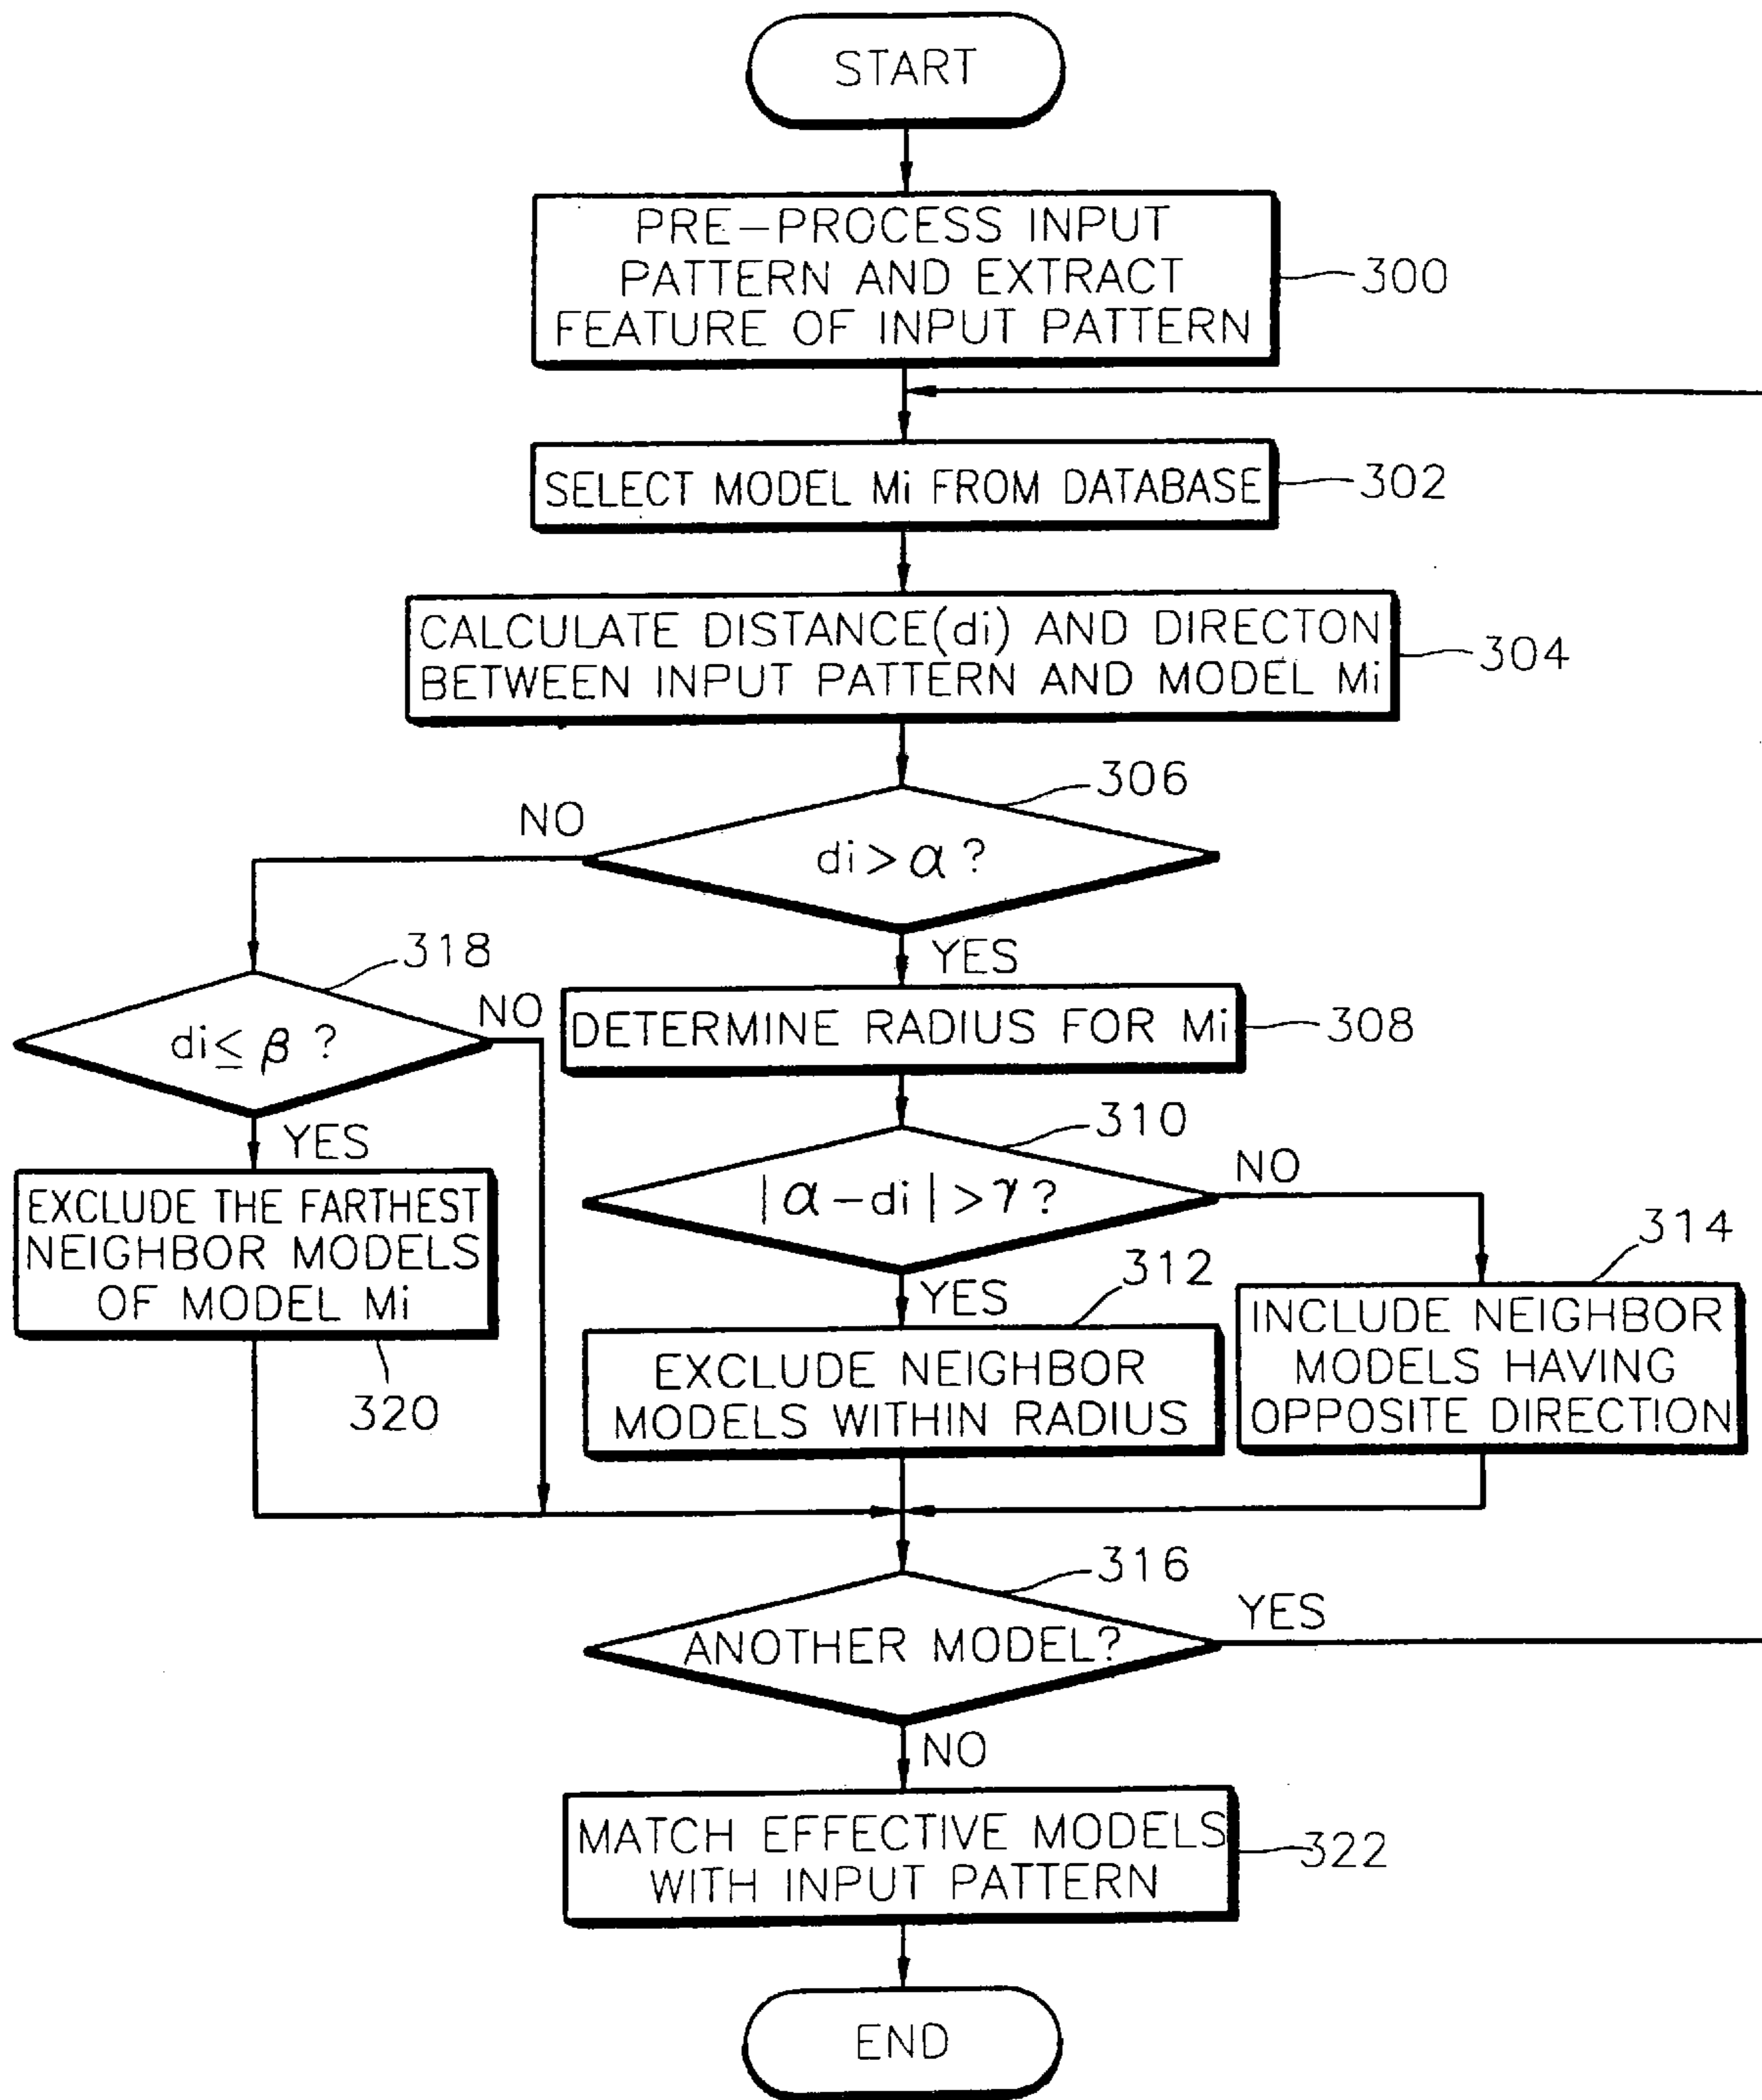 START
PRE-PROCESS INPUT
PATTERN AND EXTRACT
FEATURE OF INPUT PATTERN
300
SELECT MODEL Mi FROM DATABASE
302
CALCULATE DISTANCE(di) AND DIRECTON
BETWEEN INPUT PATTERN AND MODEL Mi
304
306
NO
di > α ?
YES
318
di ≤ β ?
NO
YES
DETERMINE RADIUS FOR Mi
308
310
| α - di | > γ ?
NO
YES
EXCLUDE THE FARTHEST
NEIGHBOR MODELS
OF MODEL Mi
320
312
EXCLUDE NEIGHBOR
MODELS WITHIN RADIUS
314
INCLUDE NEIGHBOR
MODELS HAVING
OPPOSITE DIRECTION
316
ANOTHER MODEL?
YES
NO
MATCH EFFECTIVE MODELS
WITH INPUT PATTERN
322
END